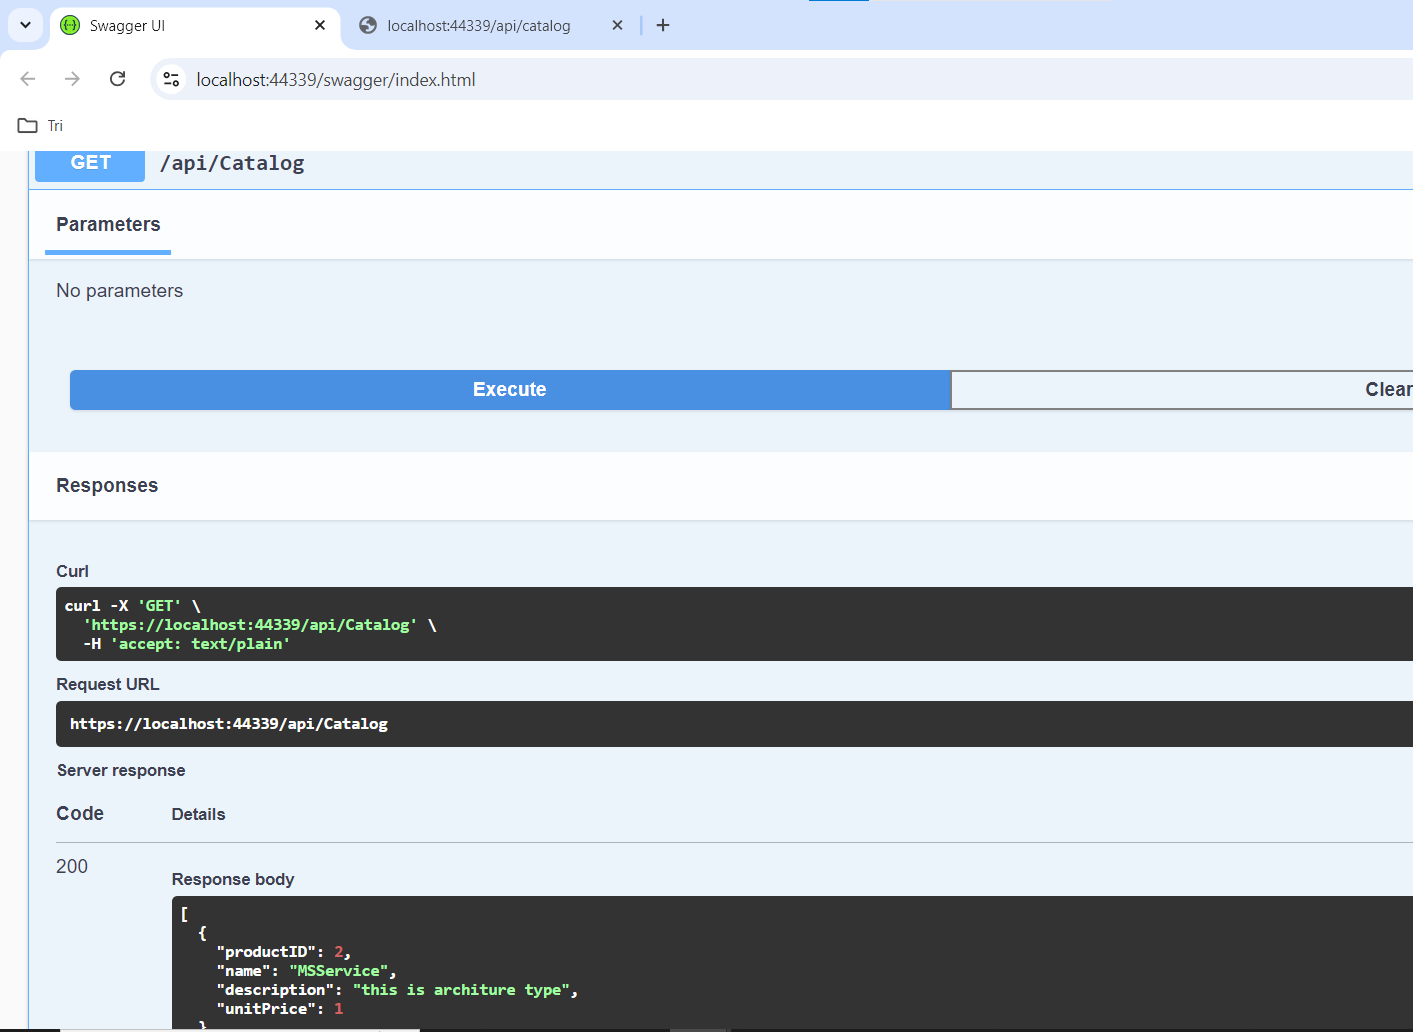 Swagger UI
localhost:44339/api/catalog
localhost:44339/swagger/index.html
Tri
GET /api/Catalog
Parameters
No parameters
Execute
Clear
Responses
Curl
curl -X 'GET' \
'https://localhost:44339/api/Catalog' \
-H 'accept: text/plain'
Request URL
https://localhost:44339/api/Catalog
Server response
Code Details
200
Response body
[
{
"productID": 2,
"name": "MSService",
"description": "this is architure type",
"unitPrice": 1
}